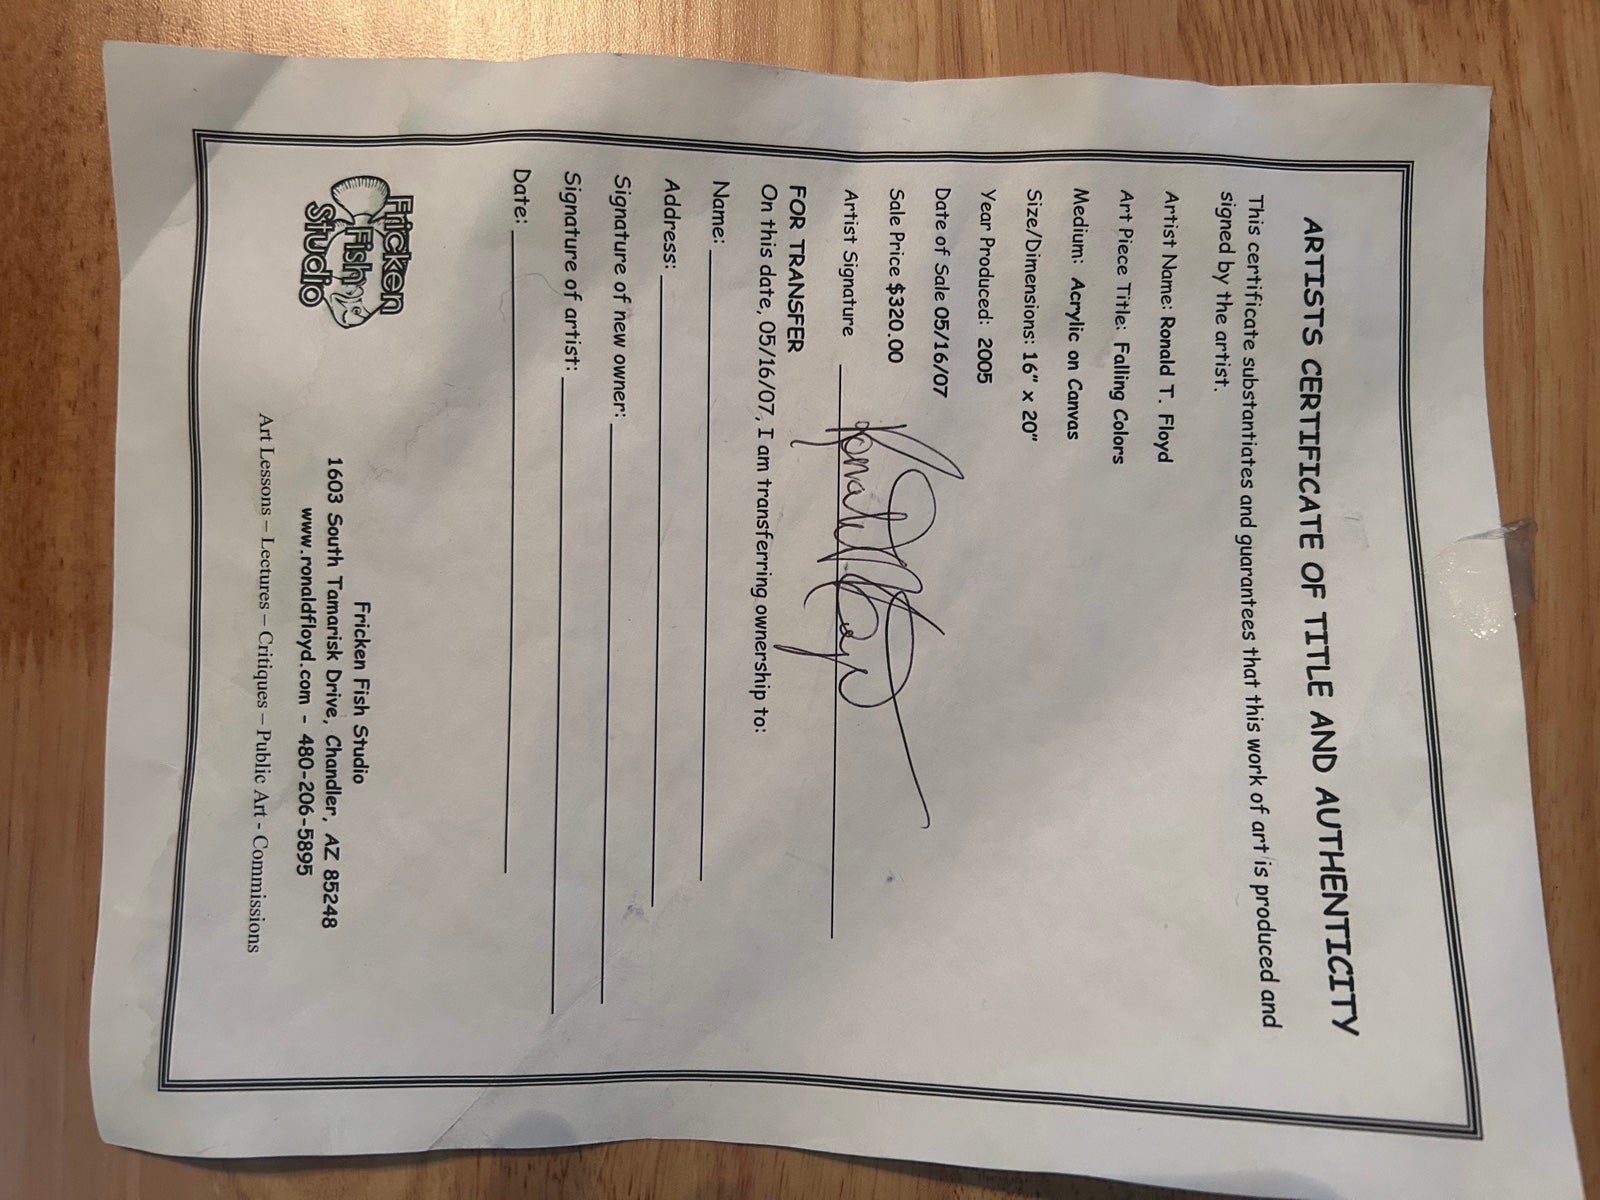 ARTISTS CERTIFICATE OF TITLE AND AUTHENTICITY
This certificate substantiates and guarantees that this work of art is produced and
signed by the artist.
Artist Name: Ronald T. Floyd
Art Piece Title: Falling Colors
Medium: Acrylic on Canvas
Size/Dimensions: 16" x 20"
Year Produced: 2005
Date of Sale 05/16/07
Sale Price $320.00
Artist Signature Ronald T Floyd
FOR TRANSFER
On this date, 05/16/07, I am transferring ownership to:
Name:
Address:
Signature of new owner:
Signature of artist:
Date:
Fricken
Fish
Studio
Fricken Fish Studio
1603 South Tamarisk Drive, Chandler, AZ 85248
www.ronaldfloyd.com - 480-206-5895
Art Lessons – Lectures – Critiques – Public Art - Commissions